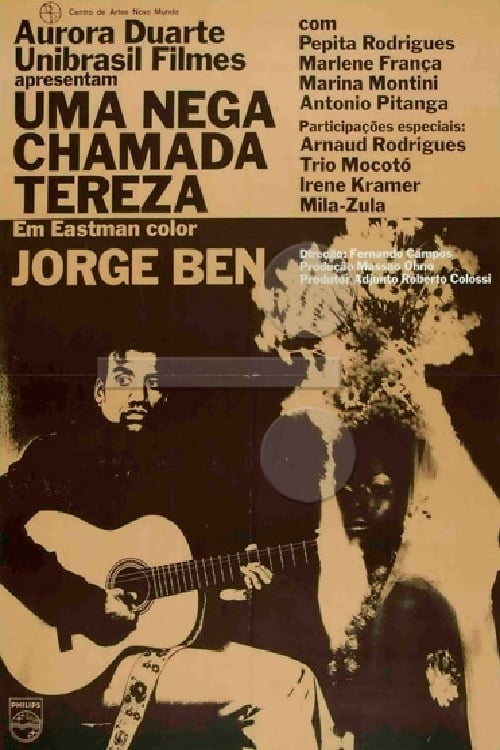 Centro de Artes Novo Mundo
Aurora Duarte
Unibrasil Filmes
apresentam
UMA NEGA
CHAMADA
TEREZA
Em Eastman color
JORGE BEN
com
Pepita Rodrigues
Marlene França
Marina Montini
Antonio Pitanga
Participações especiais:
Arnaud Rodrigues
Trio Mocotó
Irene Kramer
Mila-Zula
Direção: Fernando Campos
Produção Massao Ohno
Produtor Adjunto Roberto Colossi
PHILIPS